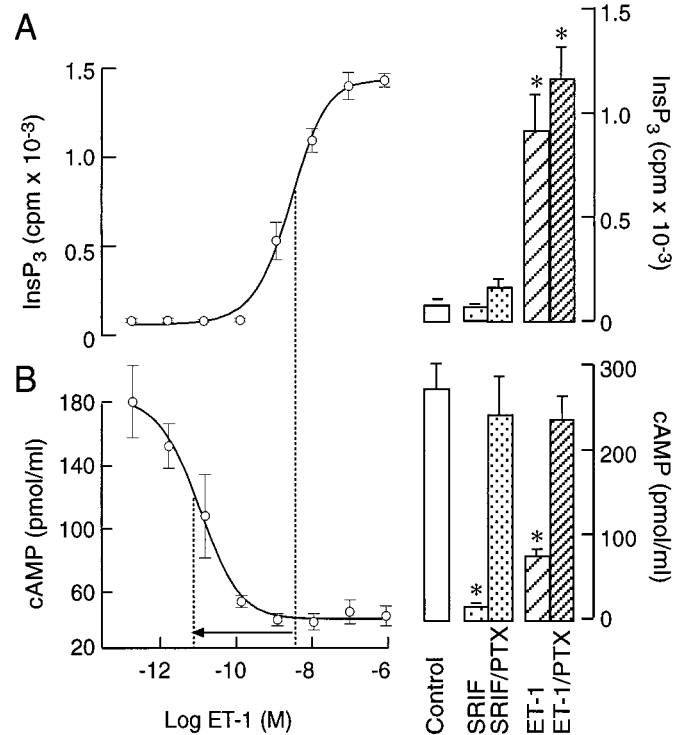 A
InsP3 (cpm x 10-3)
1.5
1.0
0.5
0
*
*
1.5
1.0
0.5
0
InsP3 (cpm x 10-3)
B
cAMP (pmol/ml)
180
140
100
60
20
-12
-10
-8
-6
Log ET-1 (M)
*
*
300
200
100
0
cAMP (pmol/ml)
Control
SRIF
SRIF/PTX
ET-1
ET-1/PTX